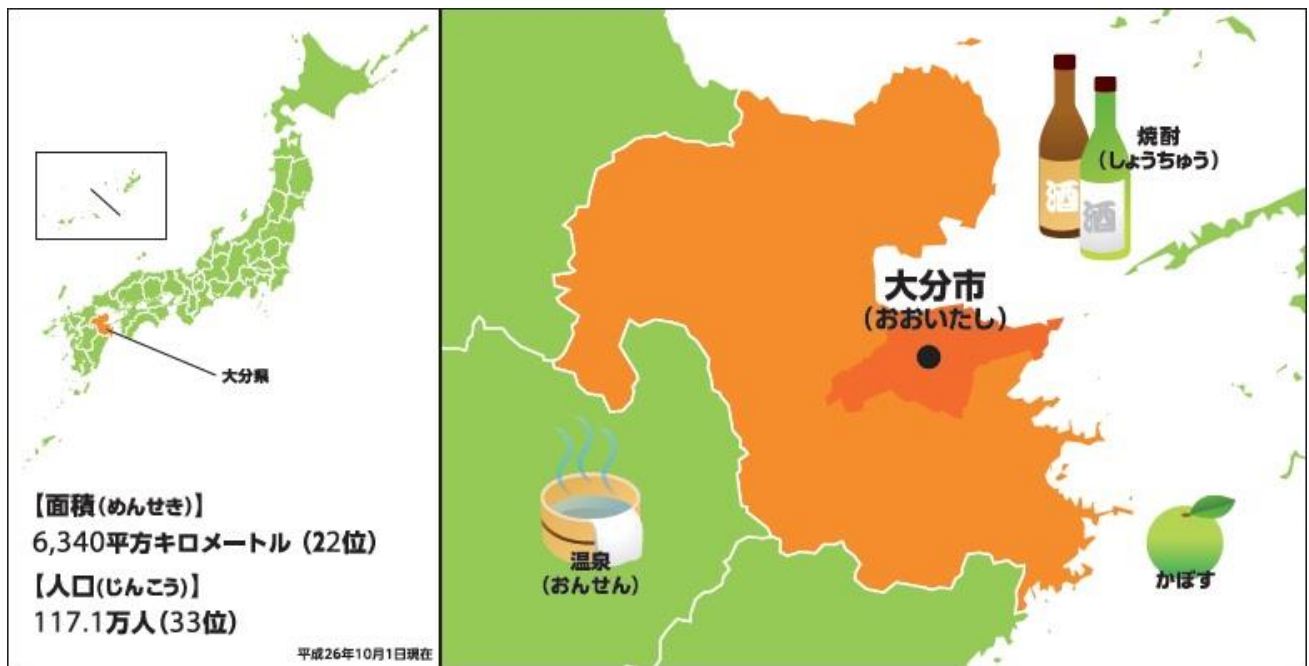 大分県
【面積(めんせき)】
6,340平方キロメートル (22位)
【人口(じんこう)】
117.1万人(33位)
平成26年10月1日現在
焼酎
(しょうちゅう)
酒
酒
大分市
(おおいたし)
温泉
(おんせん)
かぼす